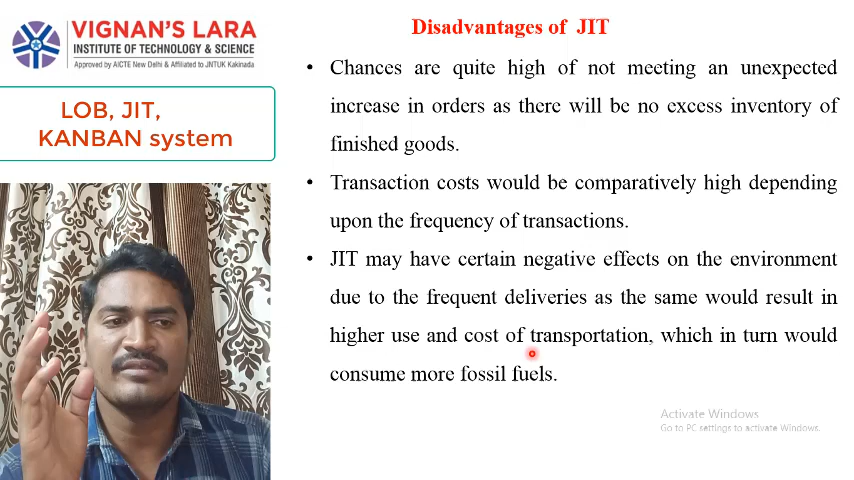 VIGNAN'S LARA
INSTITUTE OF TECHNOLOGY & SCIENCE
Approved by AICTE New Delhi & Affiliated to JNTUK Kakinada
LOB, JIT,
KANBAN system
Disadvantages of JIT
• Chances are quite high of not meeting an unexpected
increase in orders as there will be no excess inventory of
finished goods.
• Transaction costs would be comparatively high depending
upon the frequency of transactions.
• JIT may have certain negative effects on the environment
due to the frequent deliveries as the same would result in
higher use and cost of transportation, which in turn would
consume more fossil fuels.
Activate Windows
Go to PC settings to activate Windows.